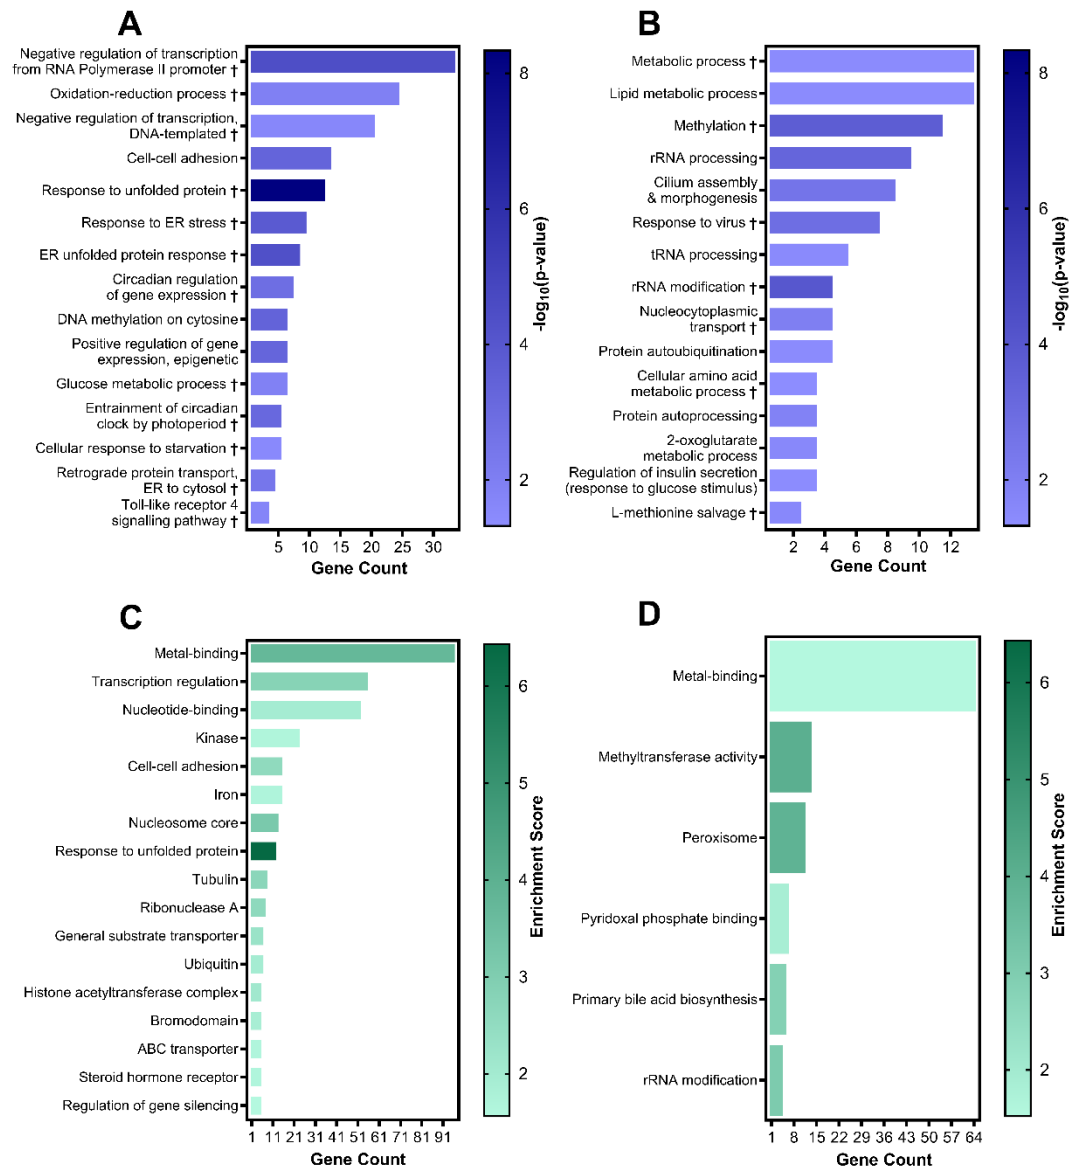 A
Negative regulation of transcription
from RNA Polymerase II promoter †
Oxidation-reduction process †
Negative regulation of transcription,
DNA-templated †
Cell-cell adhesion
Response to unfolded protein †
Response to ER stress †
ER unfolded protein response †
Circadian regulation
of gene expression †
DNA methylation on cytosine
Positive regulation of gene
expression, epigenetic
Glucose metabolic process †
Entrainment of circadian
clock by photoperiod †
Cellular response to starvation †
Retrograde protein transport,
ER to cytosol †
Toll-like receptor 4
signalling pathway †
5 10 15 20 25 30
Gene Count
8
6
4
2
-log10(p-value)
B
Metabolic process †
Lipid metabolic process
Methylation †
rRNA processing
Cilium assembly
& morphogenesis
Response to virus †
tRNA processing
rRNA modification †
Nucleocytoplasmic
transport †
Protein autoubiquitination
Cellular amino acid
metabolic process †
Protein autoprocessing
2-oxoglutarate
metabolic process
Regulation of insulin secretion
(response to glucose stimulus)
L-methionine salvage †
2 4 6 8 10 12
Gene Count
8
6
4
2
-log10(p-value)
C
Metal-binding
Transcription regulation
Nucleotide-binding
Kinase
Cell-cell adhesion
Iron
Nucleosome core
Response to unfolded protein
Tubulin
Ribonuclease A
General substrate transporter
Ubiquitin
Histone acetyltransferase complex
Bromodomain
ABC transporter
Steroid hormone receptor
Regulation of gene silencing
1 11 21 31 41 51 61 71 81 91
Gene Count
6
5
4
3
2
Enrichment Score
D
Metal-binding
Methyltransferase activity
Peroxisome
Pyridoxal phosphate binding
Primary bile acid biosynthesis
rRNA modification
1 8 15 22 29 36 43 50 57 64
Gene Count
6
5
4
3
2
Enrichment Score